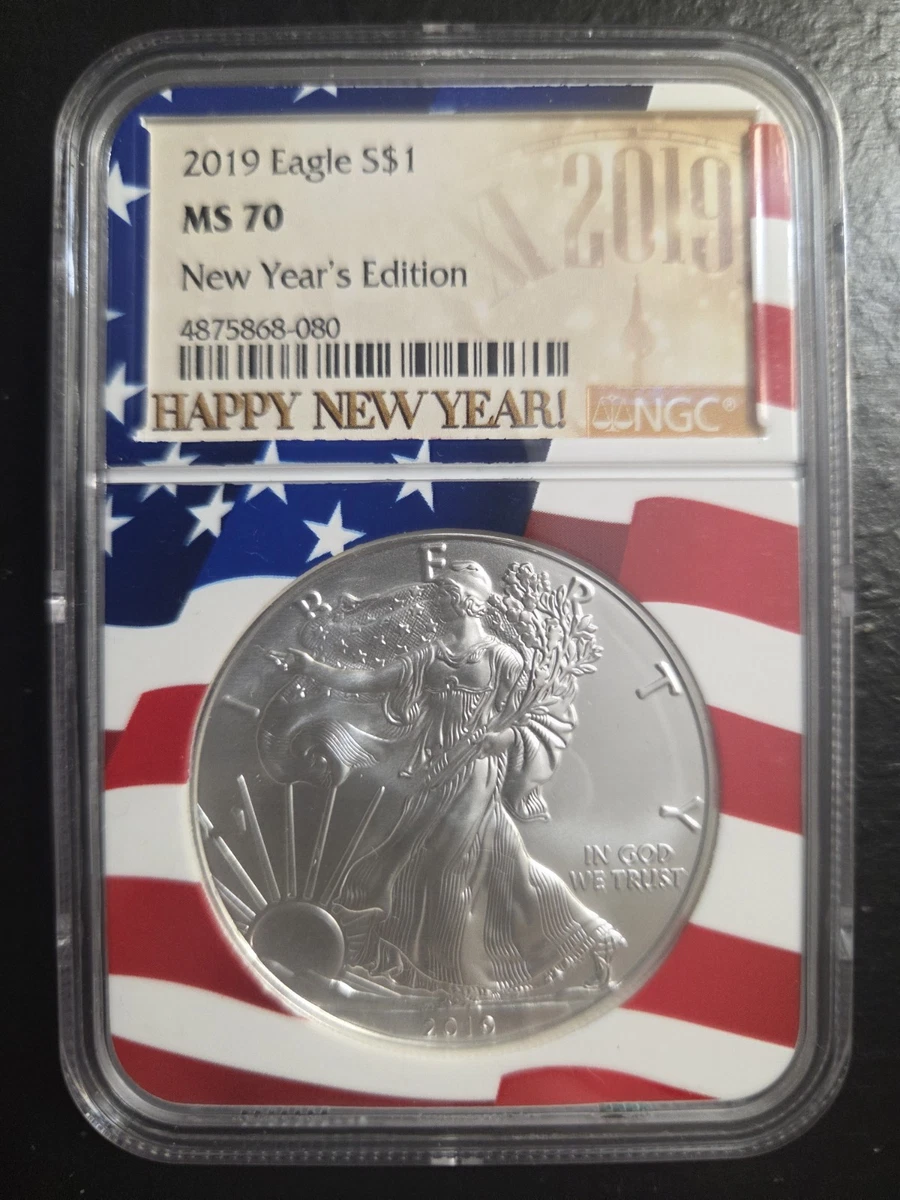 2019 Eagle S$1
MS 70
New Year's Edition
4875868-080
XII 2019
HAPPY NEW YEAR!
NGC®
LIBERTY
IN GOD
WE TRUST
2019